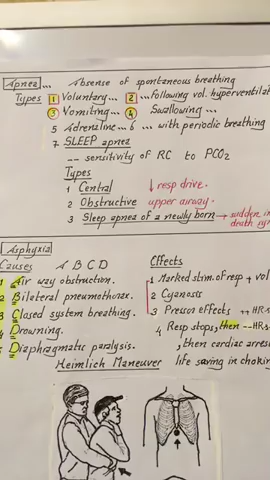 Apnea... Absense of spontaneous breathing
Types 1 Voluntary... 2 ..Following vol. hyperventilat
3 Vomiting... 4 Swallowing ...
5 Adrenaline.. 6 ... with periodic breathing
7 SLEEP apnea
-- sensitivity of RC to PCO2
Types
1 Central ↓ resp drive.
2 Obstructive upper airway.
3 Sleep apnea of a newly born → sudden in
death syn
Asphyxia
Causes A B C D
Effects
1 Air way obstruction.
2 Bilateral pneumothorax.
3 Closed system breathing.
4 Drowning.
5 Diaphragmatic paralysis.
1 Marked stim. of resp + vol
2 Cyanosis
3 Pressor effects ++ HR
4 Resp stops, then -- HR
, then cardiac arres
Heimlich Maneuver life saving in chokin